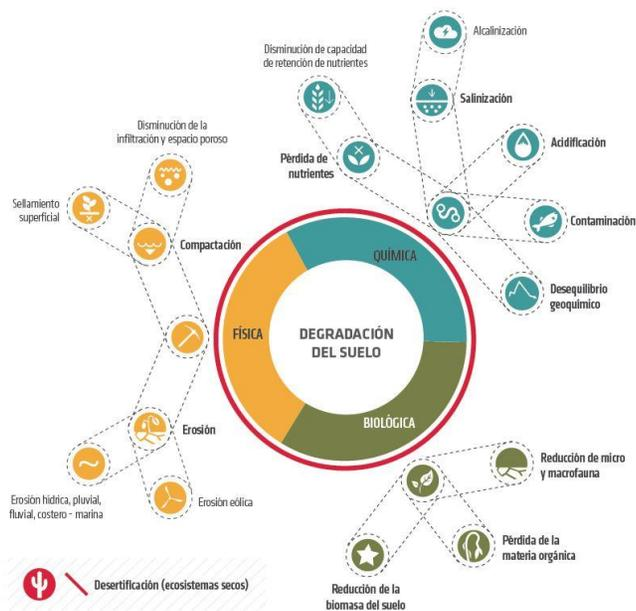 Alcalinización
Disminución de capacidad
de retención de nutrientes
Salinización
Disminución de la
infiltración y espacio poroso
Acidificación
Pérdida de
nutrientes
Sellamiento
superficial
Contaminación
Compactación
QUÍMICA
Desequilibrio
geoquímico
FÍSICA
DEGRADACIÓN
DEL SUELO
BIOLÓGICA
Erosión
Reducción de micro
y macrofauna
Erosión hídrica, pluvial,
fluvial, costero - marina
Erosión eólica
Pérdida de la
materia orgánica
Desertificación (ecosistemas secos)
Reducción de la
biomasa del suelo